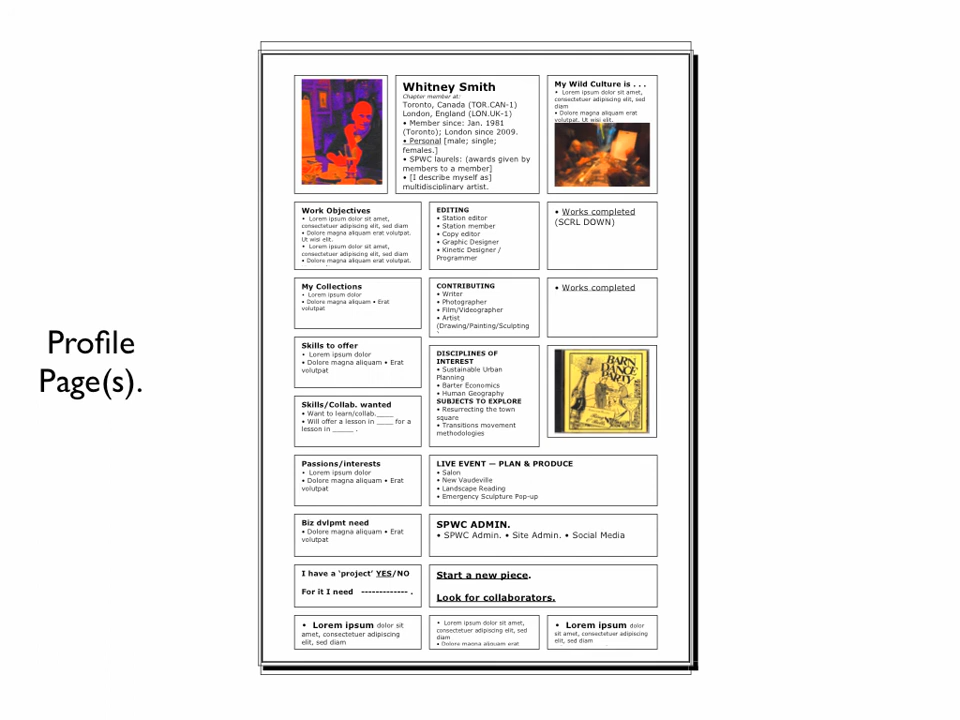 Profile
Page(s).
Whitney Smith
Chapter member at:
Toronto, Canada (TOR.CAN-1)
London, England (LON.UK-1)
• Member since: Jan. 1981
(Toronto); London since 2009.
• Personal [male; single;
females.]
• SPWC laurels: (awards given by
members to a member]
• [I describe myself as]
multidisciplinary artist.
My Wild Culture is . . .
• Lorem ipsum dolor sit amet,
consectetuer adipiscing elit, sed
diam
• Dolore magna aliquam erat
volutpat. Ut wisi elit.
Work Objectives
• Lorem ipsum dolor sit amet,
consectetuer adipiscing elit, sed diam
• Dolore magna aliquam erat volutpat.
Ut wisi elit.
• Lorem ipsum dolor sit amet,
consectetuer adipiscing elit, sed diam
• Dolore magna aliquam erat volutpat.
EDITING
• Station editor
• Station member
• Copy editor
• Graphic Designer
• Kinetic Designer /
Programmer
• Works completed
(SCRL DOWN)
My Collections
• Lorem ipsum dolor
• Dolore magna aliquam • Erat
volutpat
CONTRIBUTING
• Writer
• Photographer
• Film/Videographer
• Artist
(Drawing/Painting/Sculpting
)
• Works completed
Skills to offer
• Lorem ipsum dolor
• Dolore magna aliquam • Erat
volutpat
DISCIPLINES OF
INTEREST
• Sustainable Urban
Planning
• Barter Economics
• Human Geography
SUBJECTS TO EXPLORE
• Resurrecting the town
square
• Transitions movement
methodologies
BARN
DANCE
PARTY
Skills/Collab. wanted
• Want to learn/collab.____
• Will offer a lesson in ____ for a
lesson in _____ .
Passions/interests
• Lorem ipsum dolor
• Dolore magna aliquam • Erat
volutpat
LIVE EVENT — PLAN & PRODUCE
• Salon
• New Vaudeville
• Landscape Reading
• Emergency Sculpture Pop-up
Biz dvlpmt need
• Dolore magna aliquam • Erat
volutpat
SPWC ADMIN.
• SPWC Admin. • Site Admin. • Social Media
I have a ‘project’ YES/NO
For it I need ------------- .
Start a new piece.
Look for collaborators.
• Lorem ipsum dolor sit
amet, consectetuer adipiscing
elit, sed diam
• Lorem ipsum dolor sit amet,
consectetuer adipiscing elit, sed
diam
• Dolore magna aliquam erat
• Lorem ipsum dolor
sit amet, consectetuer adipiscing
elit, sed diam